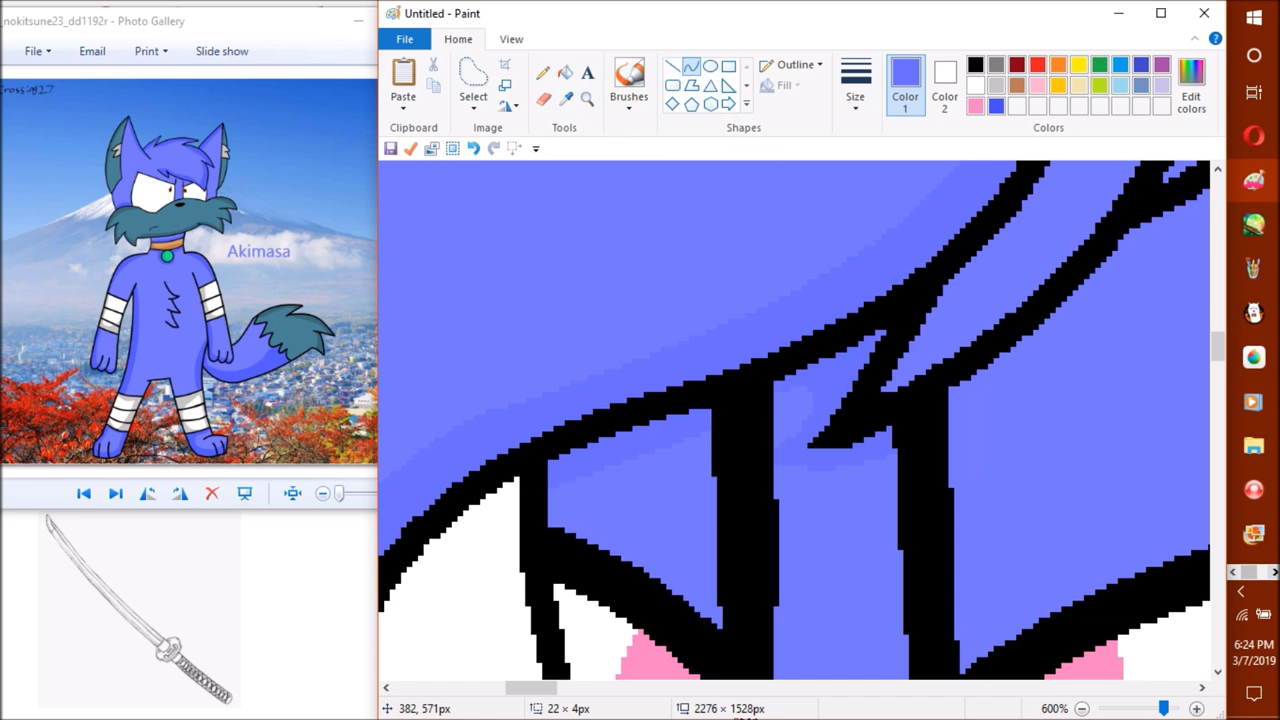 _nokitsune23_dd1192r - Photo Gallery
File
Email
Print
Slide show
Akimasa
Untitled - Paint
File
Home
View
Paste
Select
Brushes
Outline
Fill
Size
Color
1
Color
2
Edit
colors
Clipboard
Image
Tools
Shapes
Colors
382, 571px
22 × 4px
2276 × 1528px
600%
6:24 PM
3/7/2019